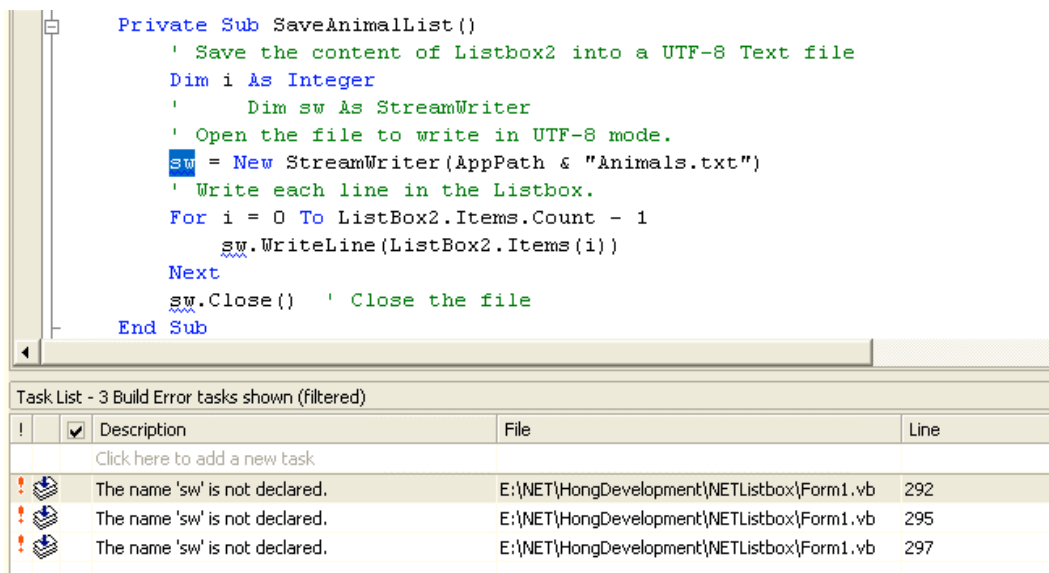 Private Sub SaveAnimalList()
' Save the content of Listbox2 into a UTF-8 Text file
Dim i As Integer
'     Dim sw As StreamWriter
' Open the file to write in UTF-8 mode.
sw = New StreamWriter(AppPath & "Animals.txt")
' Write each line in the Listbox.
For i = 0 To ListBox2.Items.Count - 1
sw.WriteLine(ListBox2.Items(i))
Next
sw.Close()  ' Close the file
End Sub
Task List - 3 Build Error tasks shown (filtered)
! Description File Line
Click here to add a new task
! The name 'sw' is not declared. E:\NET\HongDevelopment\NETListbox\Form1.vb 292
! The name 'sw' is not declared. E:\NET\HongDevelopment\NETListbox\Form1.vb 295
! The name 'sw' is not declared. E:\NET\HongDevelopment\NETListbox\Form1.vb 297